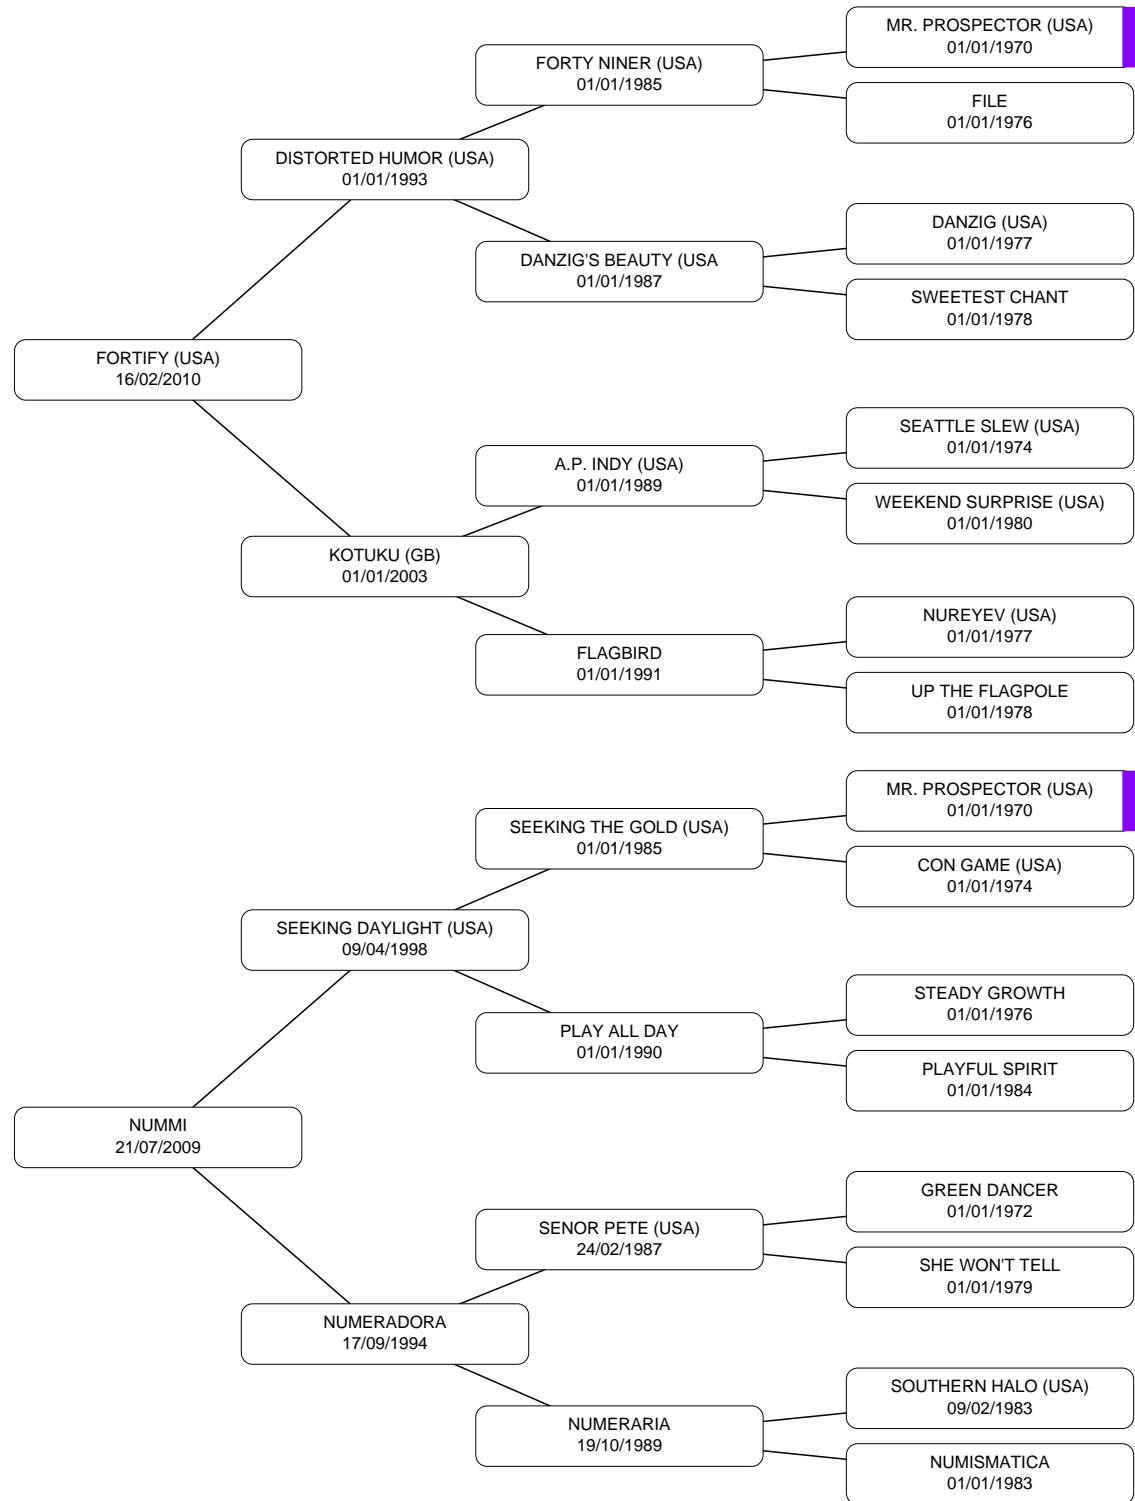 MR. PROSPECTOR (USA)
01/01/1970
FORTY NINER (USA)
01/01/1985
FILE
01/01/1976
DISTORTED HUMOR (USA)
01/01/1993
DANZIG (USA)
01/01/1977
DANZIG'S BEAUTY (USA
01/01/1987
SWEETEST CHANT
01/01/1978
FORTIFY (USA)
16/02/2010
SEATTLE SLEW (USA)
01/01/1974
A.P. INDY (USA)
01/01/1989
WEEKEND SURPRISE (USA)
01/01/1980
KOTUKU (GB)
01/01/2003
NUREYEV (USA)
01/01/1977
FLAGBIRD
01/01/1991
UP THE FLAGPOLE
01/01/1978
MR. PROSPECTOR (USA)
01/01/1970
SEEKING THE GOLD (USA)
01/01/1985
CON GAME (USA)
01/01/1974
SEEKING DAYLIGHT (USA)
09/04/1998
STEADY GROWTH
01/01/1976
PLAY ALL DAY
01/01/1990
PLAYFUL SPIRIT
01/01/1984
NUMMI
21/07/2009
GREEN DANCER
01/01/1972
SENOR PETE (USA)
24/02/1987
SHE WON'T TELL
01/01/1979
NUMERADORA
17/09/1994
SOUTHERN HALO (USA)
09/02/1983
NUMERARIA
19/10/1989
NUMISMATICA
01/01/1983